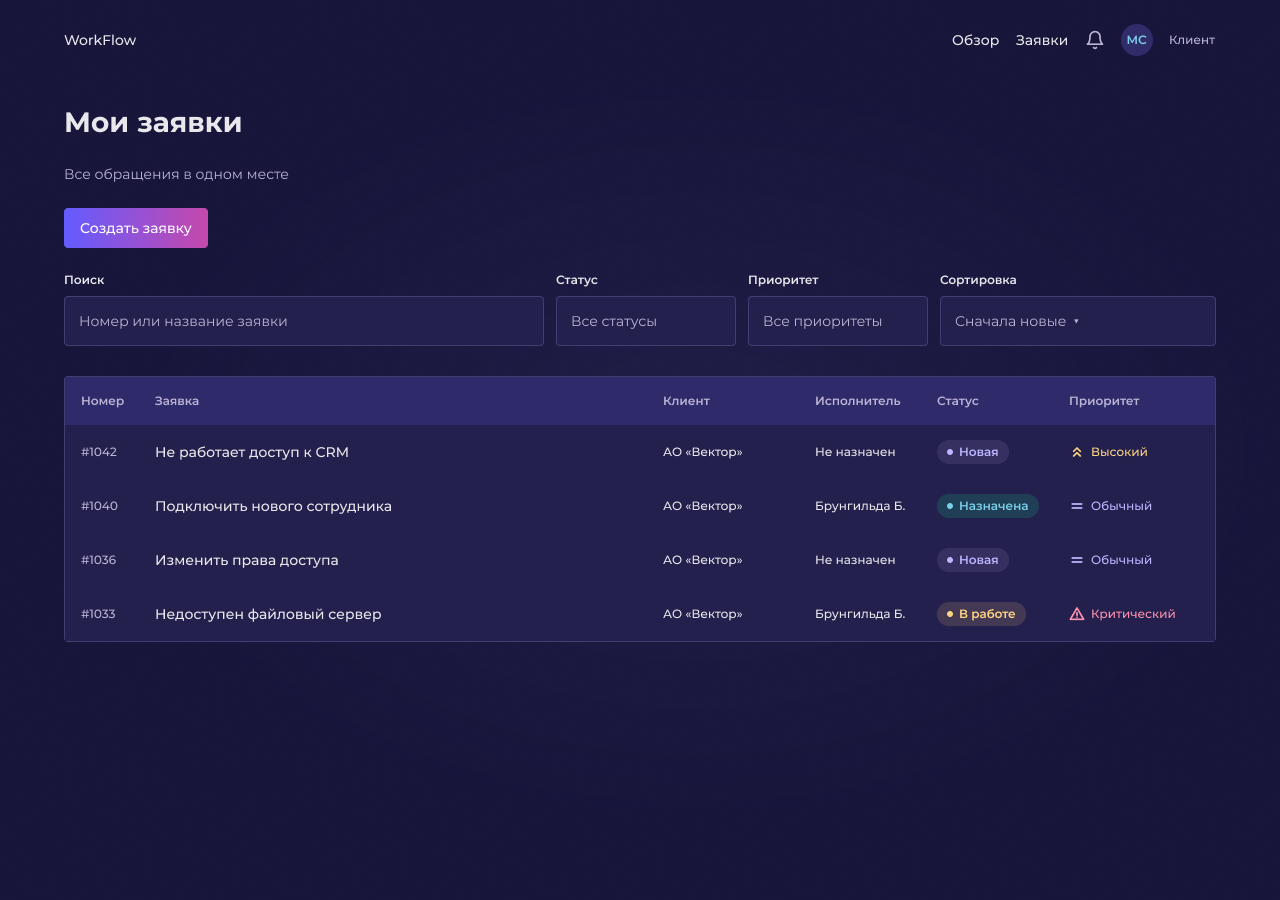 WorkFlow Обзор Заявки МС Клиент
Мои заявки
Все обращения в одном месте
Создать заявку
Поиск Статус Приоритет Сортировка
Номер или название заявки Все статусы Все приоритеты Сначала новые ▾
Номер Заявка Клиент Исполнитель Статус Приоритет
#1042 Не работает доступ к CRM АО «Вектор» Не назначен Новая Высокий
#1040 Подключить нового сотрудника АО «Вектор» Брунгильда Б. Назначена Обычный
#1036 Изменить права доступа АО «Вектор» Не назначен Новая Обычный
#1033 Недоступен файловый сервер АО «Вектор» Брунгильда Б. В работе Критический